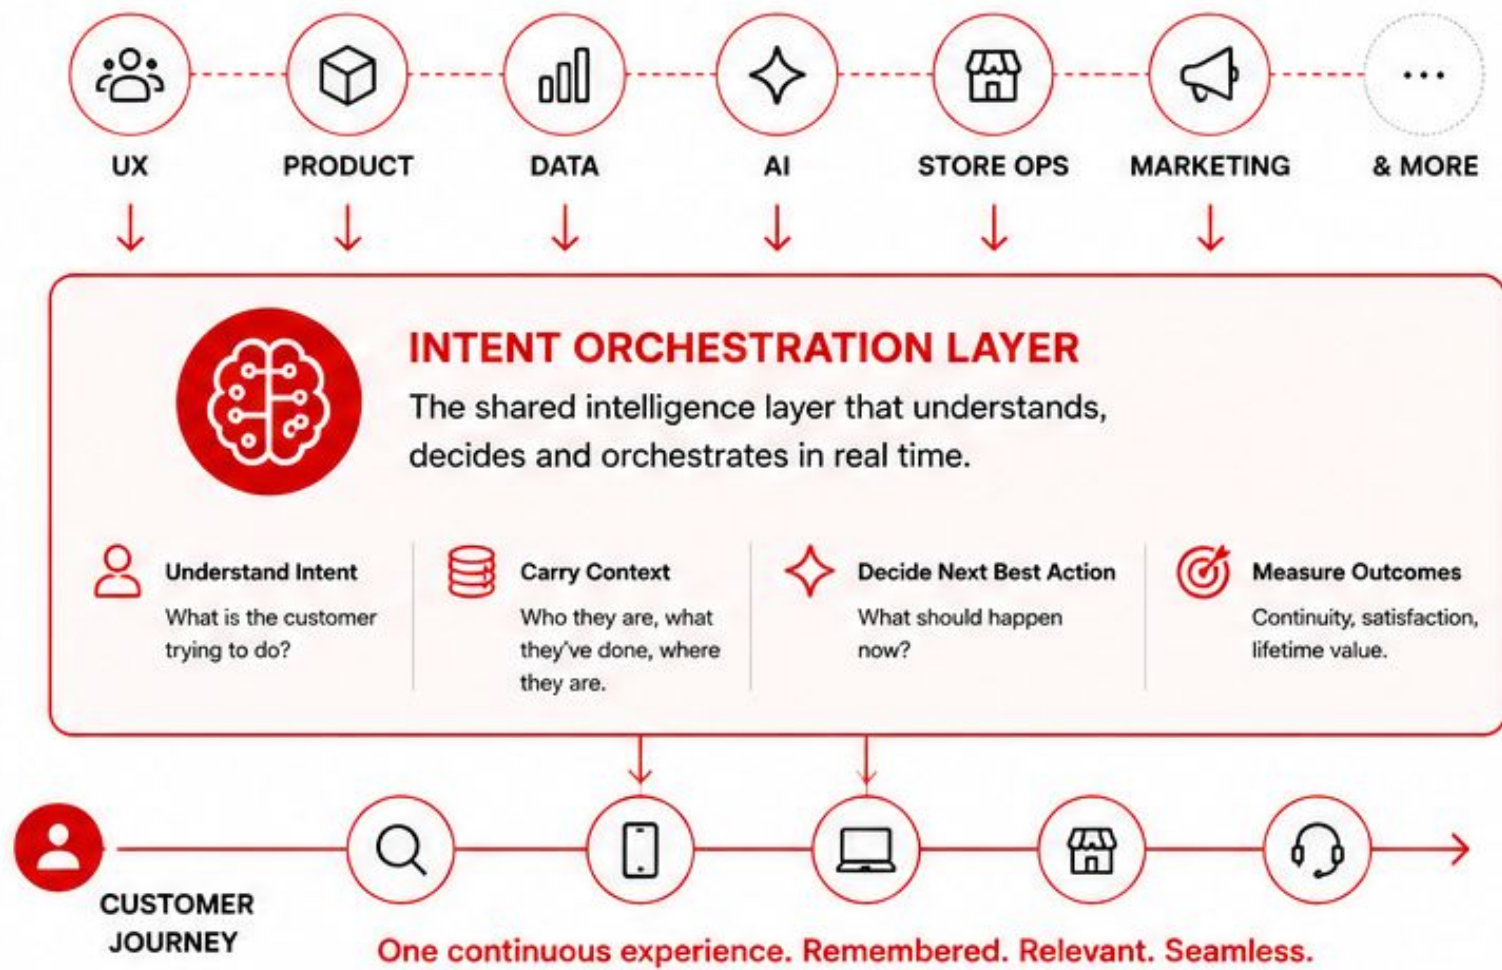 UX
PRODUCT
DATA
AI
STORE OPS
MARKETING
& MORE
INTENT ORCHESTRATION LAYER
The shared intelligence layer that understands,
decides and orchestrates in real time.
Understand Intent
What is the customer
trying to do?
Carry Context
Who they are, what
they've done, where
they are.
Decide Next Best Action
What should happen
now?
Measure Outcomes
Continuity, satisfaction,
lifetime value.
CUSTOMER
JOURNEY
One continuous experience. Remembered. Relevant. Seamless.